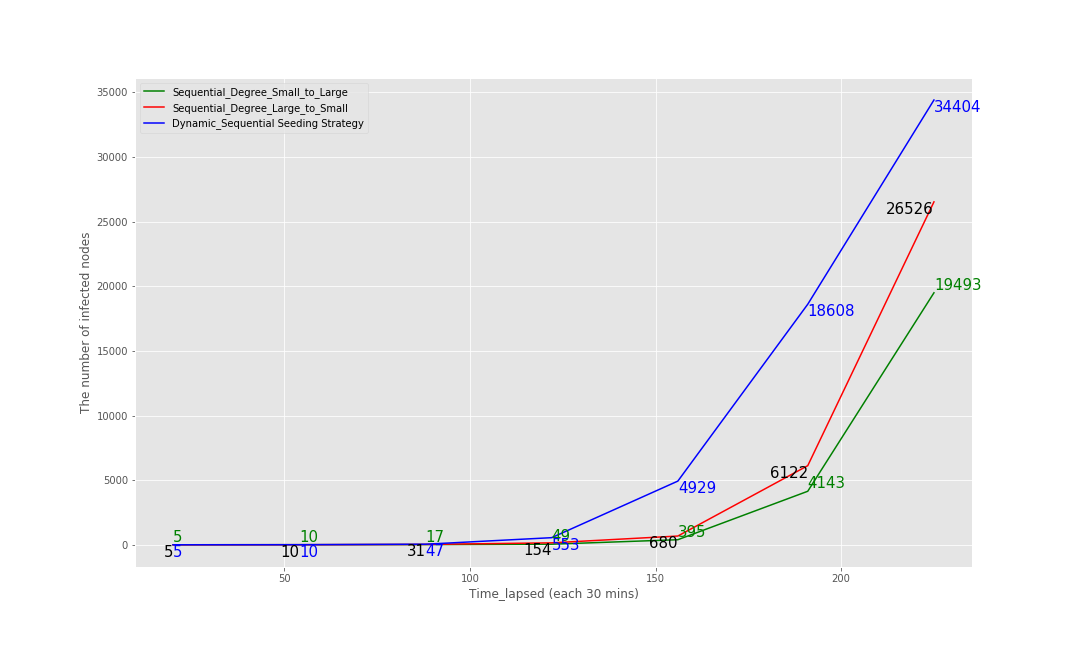 35000
30000
25000
20000
15000
10000
5000
0
The number of infected nodes
Sequential_Degree_Small_to_Large
Sequential_Degree_Large_to_Small
Dynamic_Sequential Seeding Strategy
34404
26526
19493
18608
6122
4143
4929
395
680
5 10 17 49
5 5 10 10 31 47 154 553
50 100 150 200
Time_lapsed (each 30 mins)